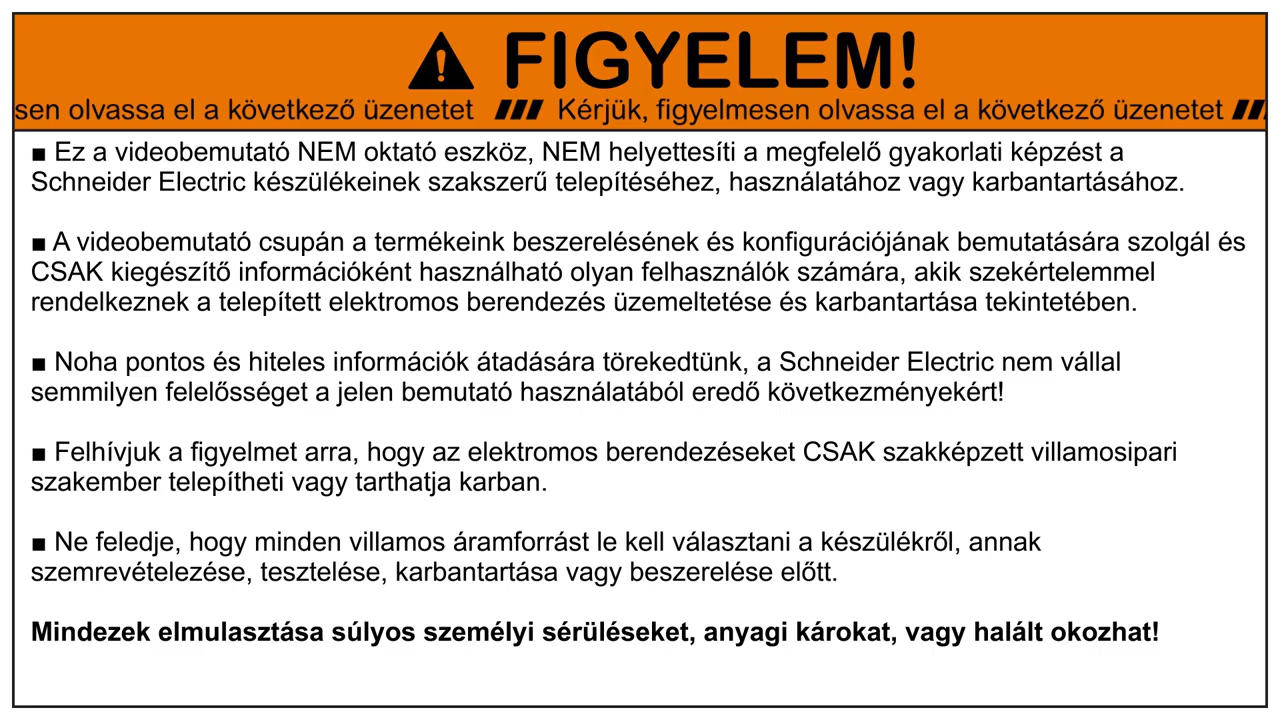 FIGYELEM!
sen olvassa el a következő üzenetet Kérjük, figyelmesen olvassa el a következő üzenetet
■ Ez a videobemutató NEM oktató eszköz, NEM helyettesíti a megfelelő gyakorlati képzést a
Schneider Electric készülékeinek szakszerű telepítéséhez, használatához vagy karbantartásához.
■ A videobemutató csupán a termékeink beszerelésének és konfigurációjának bemutatására szolgál és
CSAK kiegészítő információként használható olyan felhasználók számára, akik szekértelemmel
rendelkeznek a telepített elektromos berendezés üzemeltetése és karbantartása tekintetében.
■ Noha pontos és hiteles információk átadására törekedtünk, a Schneider Electric nem vállal
semmilyen felelősséget a jelen bemutató használatából eredő következményekért!
■ Felhívjuk a figyelmet arra, hogy az elektromos berendezéseket CSAK szakképzett villamosipari
szakember telepítheti vagy tarthatja karban.
■ Ne feledje, hogy minden villamos áramforrást le kell választani a készülékről, annak
szemrevételezése, tesztelése, karbantartása vagy beszerelése előtt.
Mindezek elmulasztása súlyos személyi sérüléseket, anyagi károkat, vagy halált okozhat!